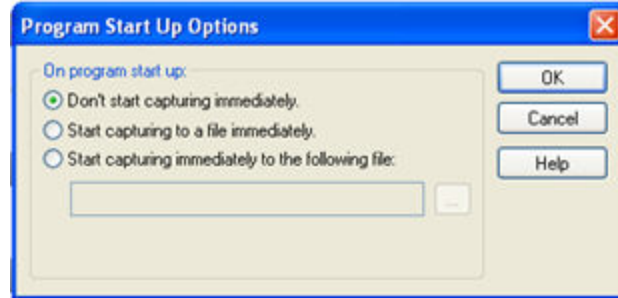 Program Start Up Options
On program start up:
Don't start capturing immediately.
Start capturing to a file immediately.
Start capturing immediately to the following file:
...
OK
Cancel
Help